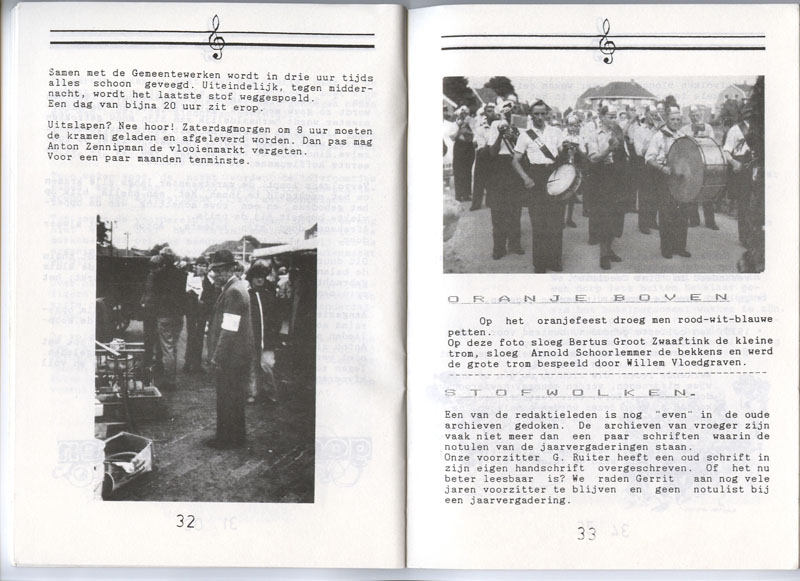 Samen met de Gemeentewerken wordt in drie uur tijds
alles schoon geveegd. Uiteindelijk, tegen midder-
nacht, wordt het laatste stof weggespoeld.
Een dag van bijna 20 uur zit erop.
Uitslapen? Nee hoor! Zaterdagmorgen om 9 uur moeten
de kramen geladen en afgeleverd worden. Dan pas mag
Anton Zennipman de vlooienmarkt vergeten.
Voor een paar maanden tenminste.
32
ORANJE BOVEN
Op het oranjefeest droeg men rood-wit-blauwe
petten.
Op deze foto sloeg Bertus Groot Zwaaftink de kleine
trom, sloeg Arnold Schoorlemmer de bekkens en werd
de grote trom bespeeld door Willem Vloedgraven.
STOFWOLKEN.
Een van de redaktieleden is nog "even" in de oude
archieven gedoken. De archieven van vroeger zijn
vaak niet meer dan een paar schriften waarin de
notulen van de jaarvergaderingen staan.
Onze voorzitter G. Ruiter heeft een oud schrift in
zijn eigen handschrift overgeschreven. Of het nu
beter leesbaar is? We raden Gerrit aan nog vele
jaren voorzitter te blijven en geen notulist bij
een jaarvergadering.
33